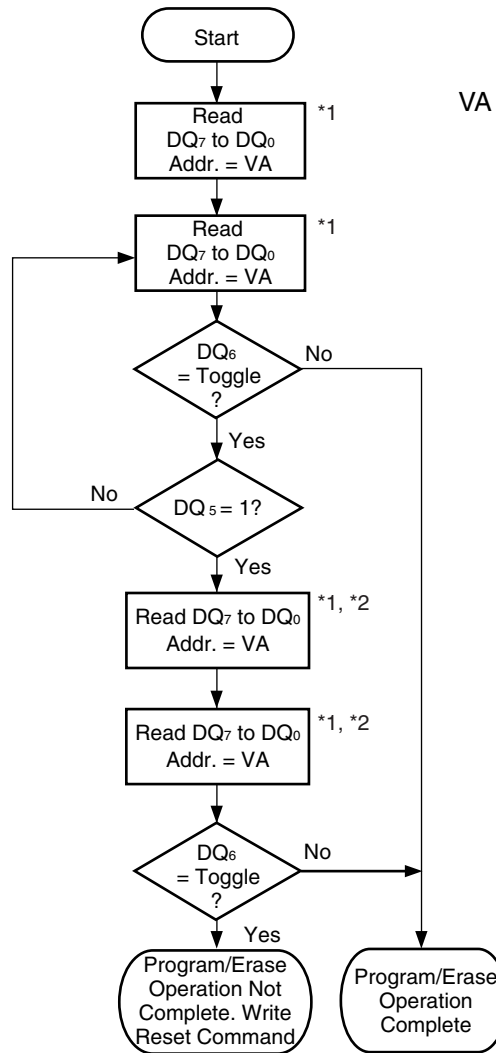 Start
Read
DQ7 to DQ0
Addr. = VA
*1
VA
Read
DQ7 to DQ0
Addr. = VA
*1
DQ6
= Toggle
?
No
Yes
No
DQ 5 = 1?
Yes
Read DQ7 to DQ0
Addr. = VA
*1, *2
Read DQ7 to DQ0
Addr. = VA
*1, *2
DQ6
= Toggle
?
No
Yes
Program/Erase
Operation Not
Complete. Write
Reset Command
Program/Erase
Operation
Complete